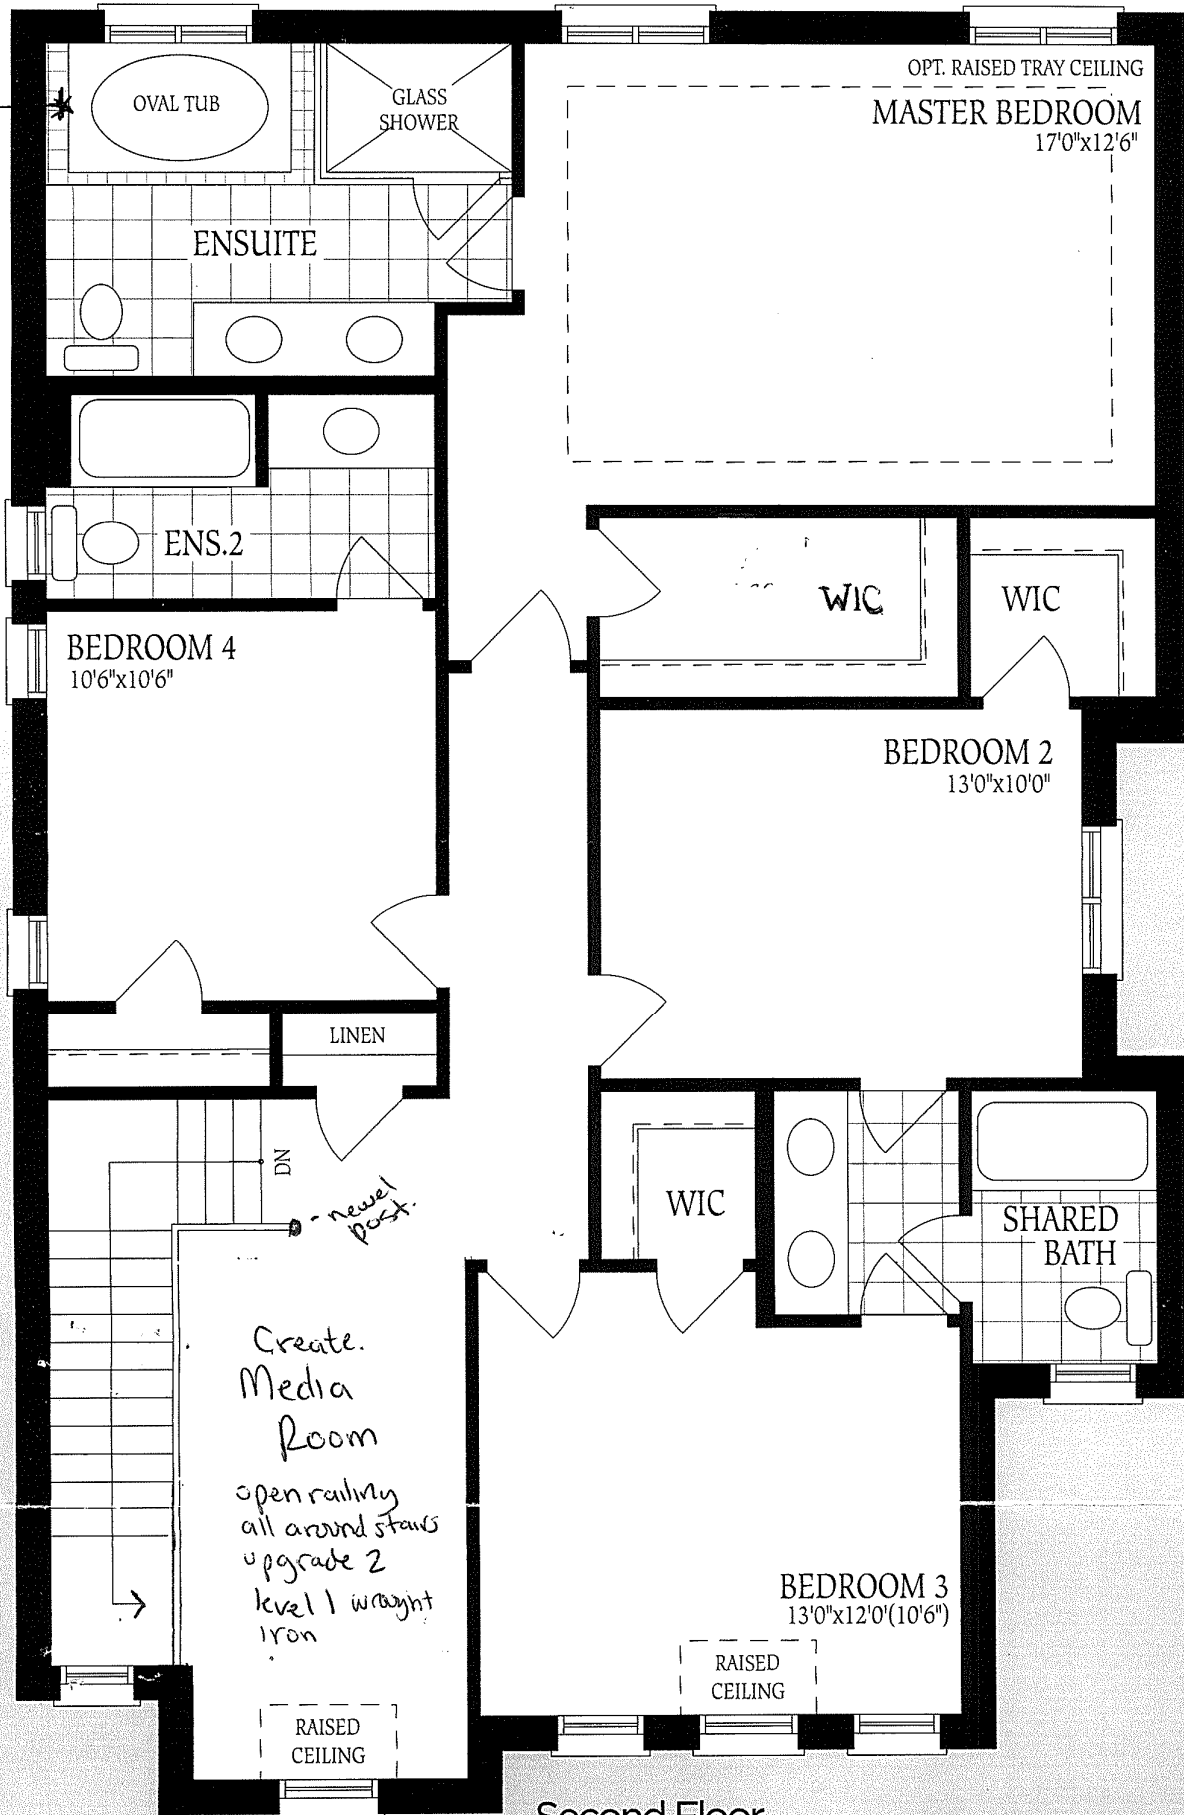 OPT. RAISED TRAY CEILING
MASTER BEDROOM
17'0"x12'6"
OVAL TUB
GLASS
SHOWER
ENSUITE
ENS.2
WIC
WIC
BEDROOM 4
10'6"x10'6"
BEDROOM 2
13'0"x10'0"
LINEN
DN
- newel
post.
WIC
SHARED
BATH
Create.
Media
Room
open railing
all around stairs
upgrade 2
level 1 wrought
iron
BEDROOM 3
13'0"x12'0'(10'6")
RAISED
CEILING
RAISED
CEILING
Second Floor